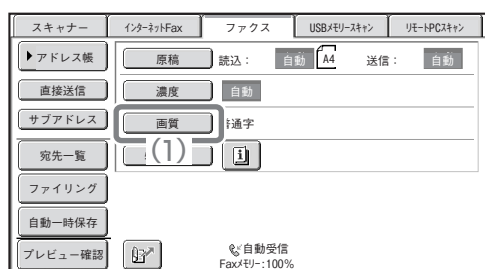 スキャナー インターネットFax ファクス USBメモリースキャン リモートPCスキャン
アドレス帳 原稿 読込： 自動 A4 送信： 自動
直接送信 濃度 自動
サブアドレス 画質 普通字
宛先一覧 (1)
ファイリング
自動一時保存
プレビュー確認 自動受信
Faxメモリー:100%